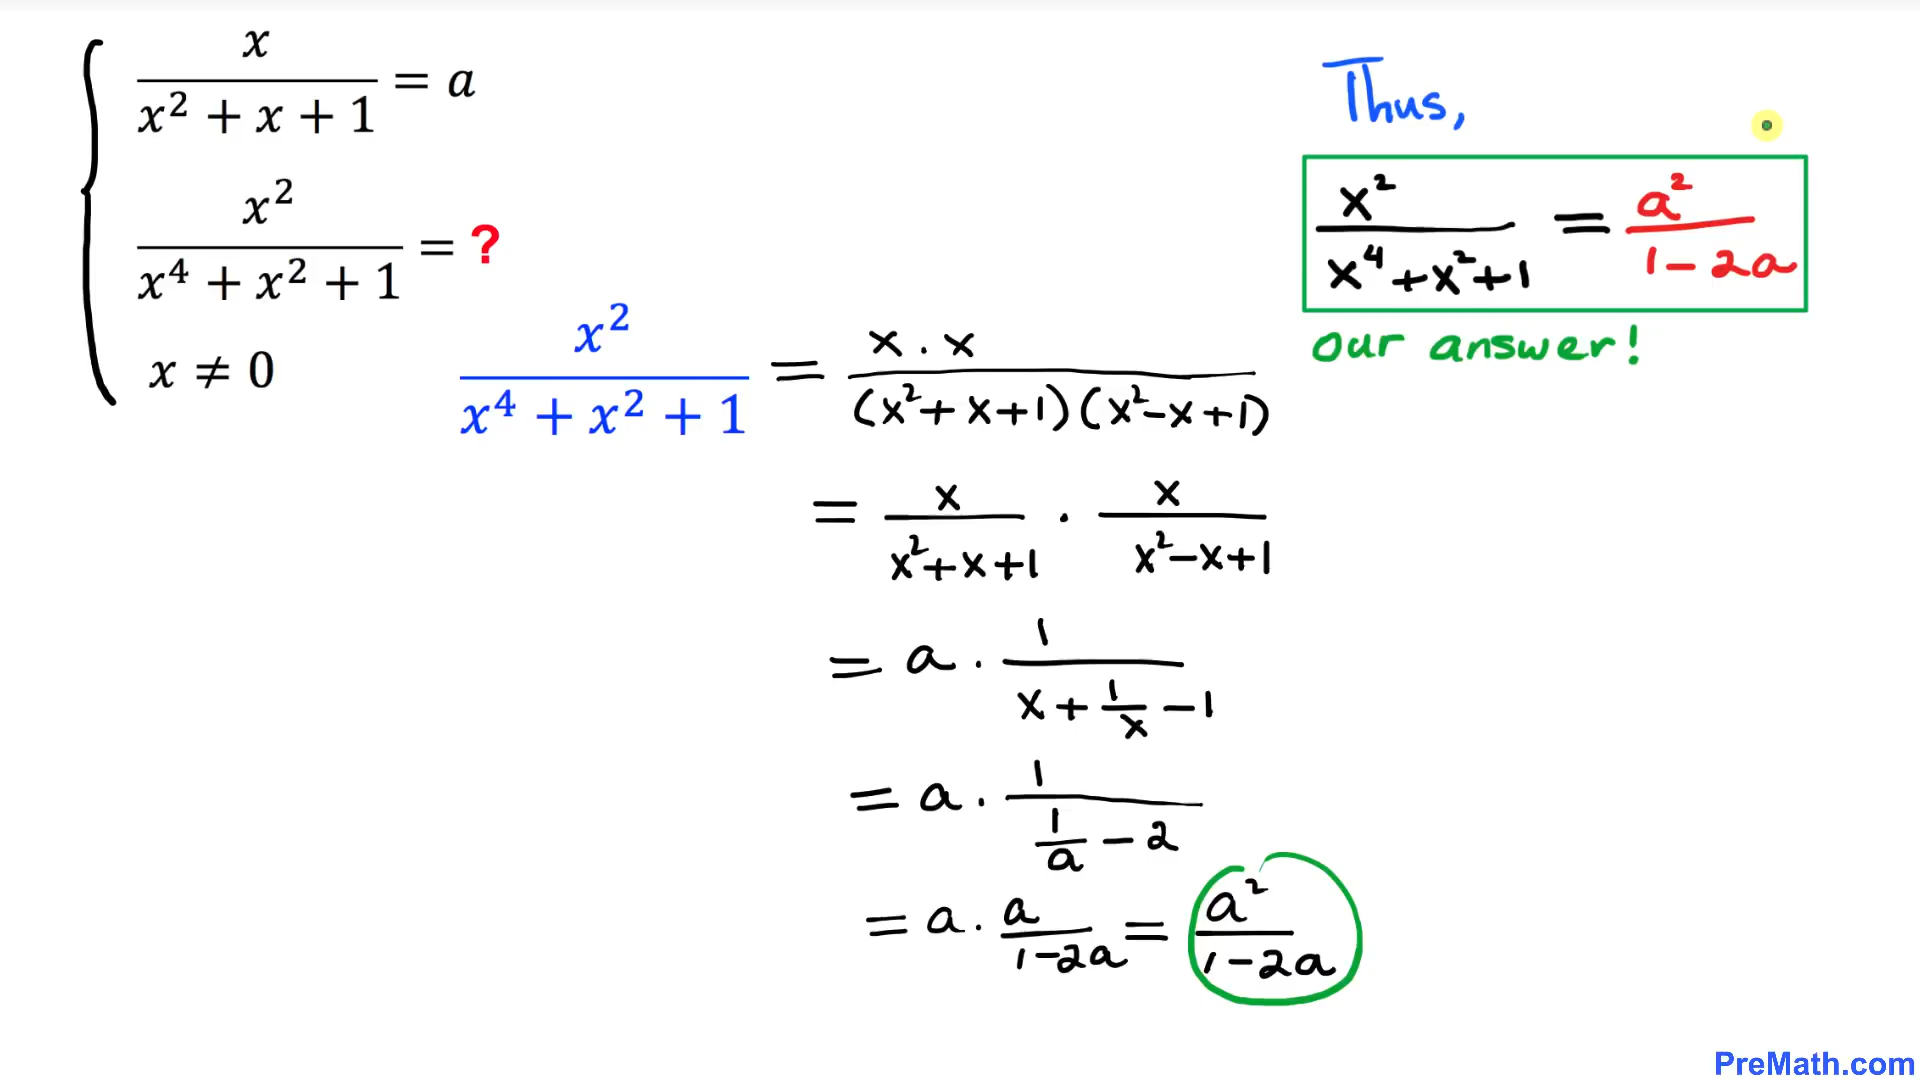 x/(x² + x + 1) = a
x²/(x⁴ + x² + 1) = ?
x ≠ 0
x²/(x⁴ + x² + 1) = x · x/((x² + x + 1)(x² − x + 1))
= x/(x² + x + 1) · x/(x² − x + 1)
= a · 1/(x + 1/x − 1)
= a · 1/(1/a − 2)
= a · a/(1 − 2a) = a²/(1 − 2a)
Thus,
x²/(x⁴ + x² + 1) = a²/(1 − 2a)
our answer!
PreMath.com